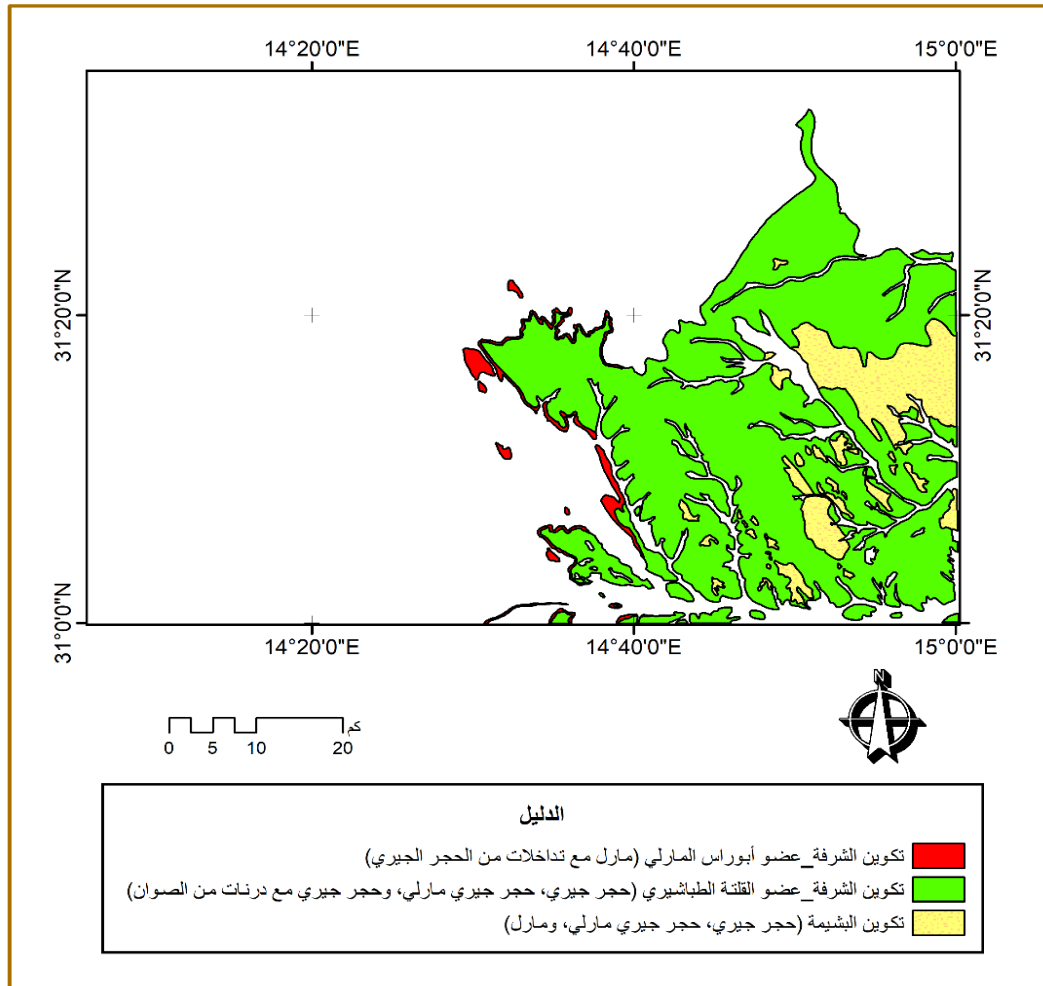 14°20'0"E 14°40'0"E 15°0'0"E
31°20'0"N 31°20'0"N
31°0'0"N
14°20'0"E 14°40'0"E 15°0'0"E
N
كم
0 5 10 20
الدليل
تكوين الشرفة_عضو أبوراس المارلي (مارل مع تداخلات من الحجر الجيري)
تكوين الشرفة_عضو القلتة الطباشيري (حجر جيري، حجر جيري مارلي، وحجر جيري مع درنات من الصوان)
تكوين البشيمة (حجر جيري، حجر جيري مارلي، ومارل)